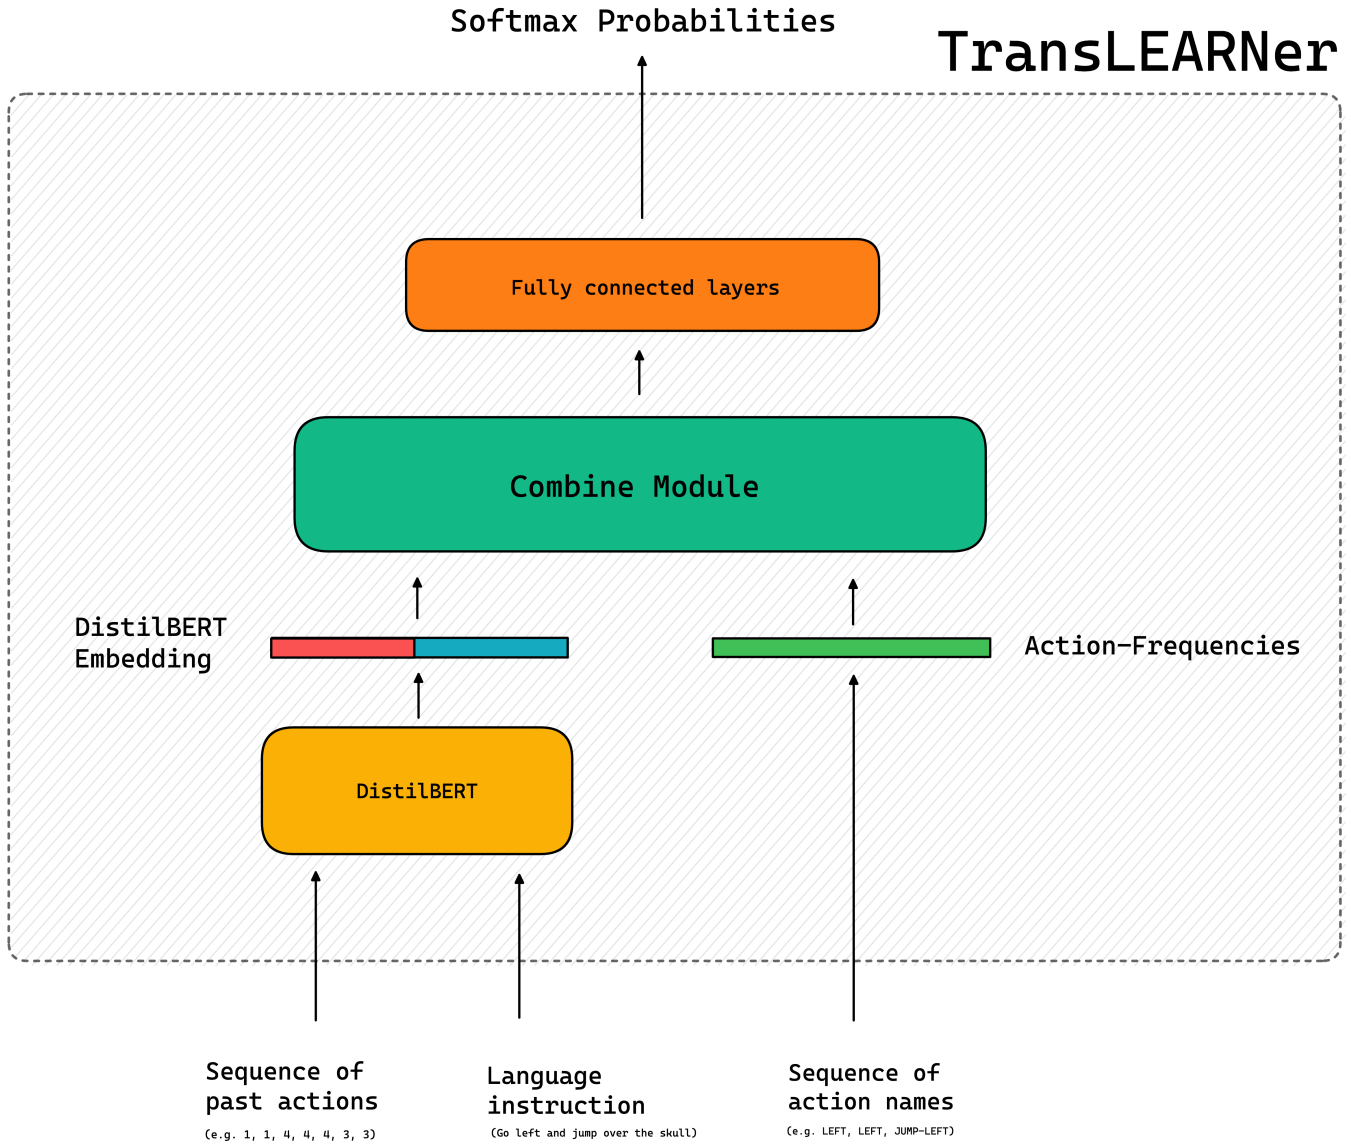 Softmax Probabilities
TransLEARNer
Fully connected layers
Combine Module
DistilBERT
Embedding
Action-Frequencies
DistilBERT
Sequence of
past actions
(e.g. 1, 1, 4, 4, 4, 3, 3)
Language
instruction
(Go left and jump over the skull)
Sequence of
action names
(e.g. LEFT, LEFT, JUMP-LEFT)